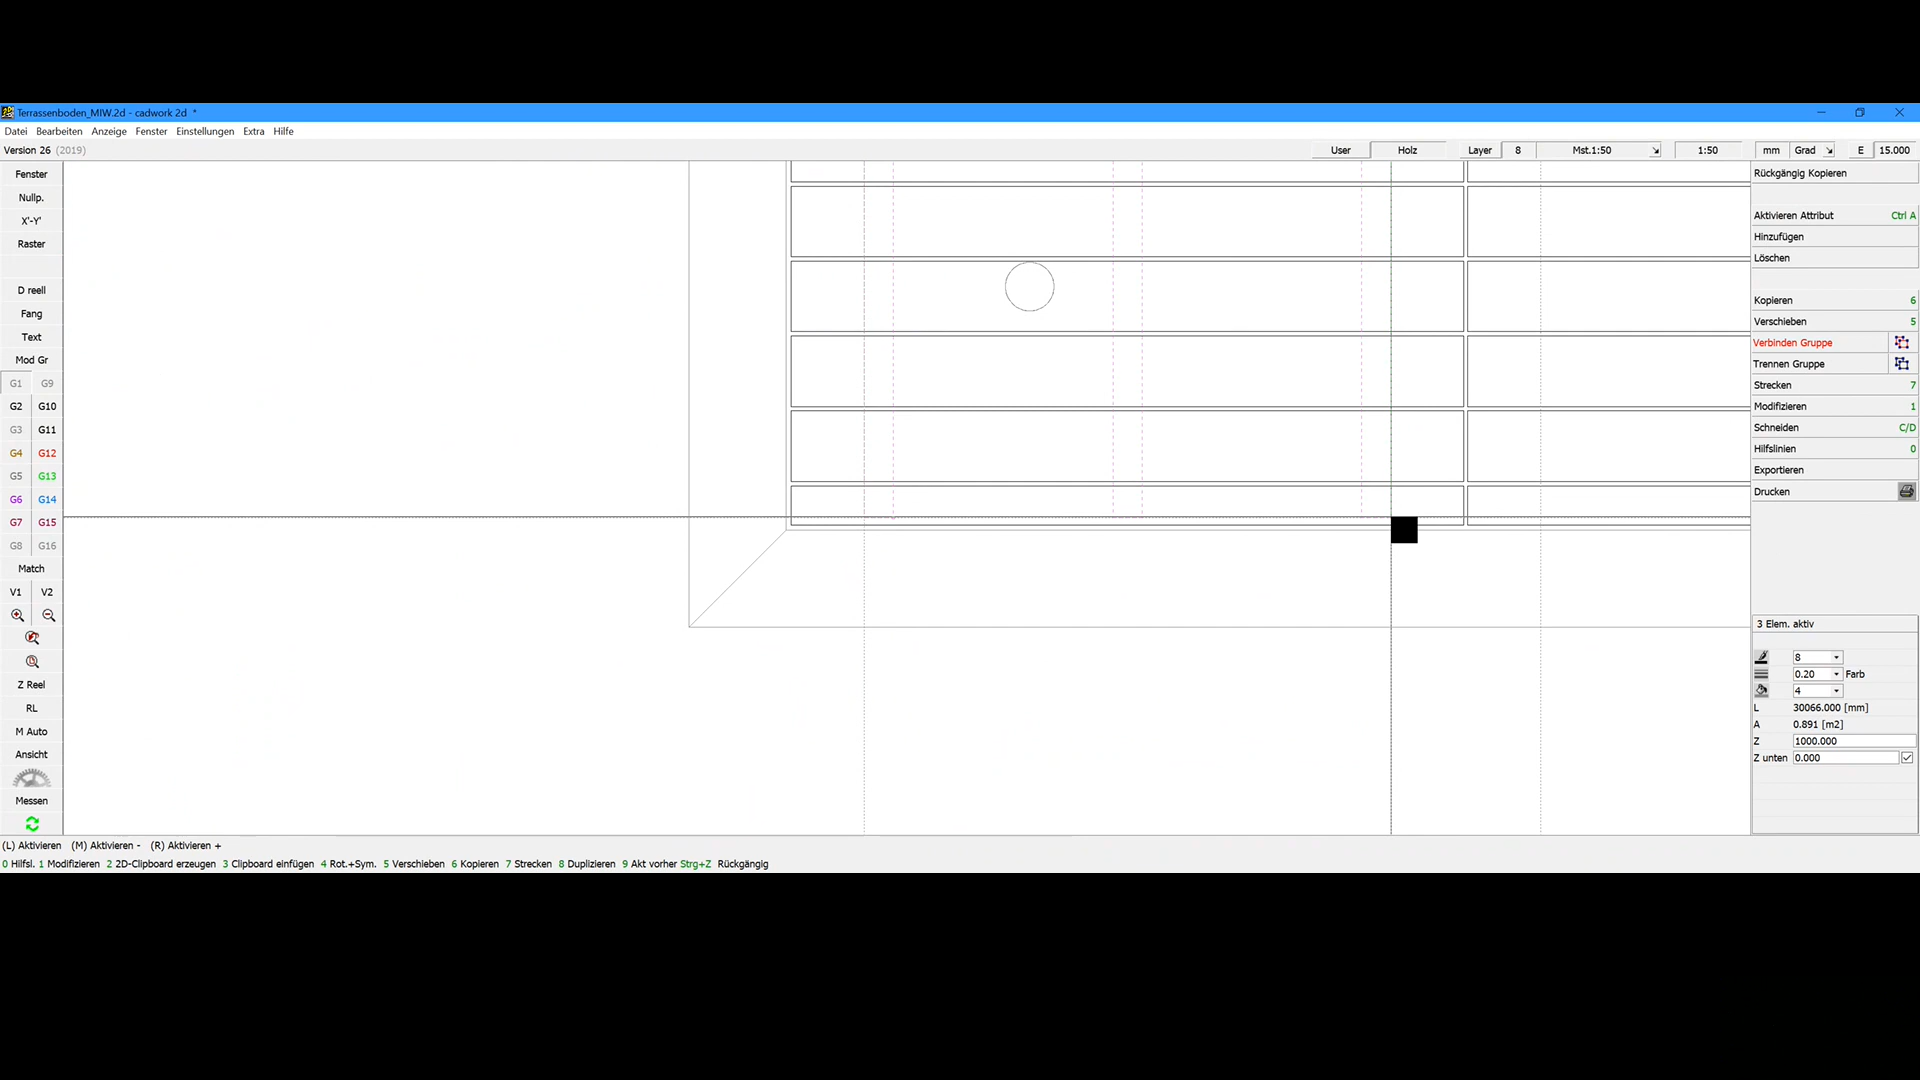 Terrassenboden_MIW.2d - cadwork 2d *
Datei Bearbeiten Anzeige Fenster Einstellungen Extra Hilfe
Version 26 (2019)
User Holz Layer 8 Mst.1:50 1:50 mm Grad E 15.000
Fenster
Nullp.
X'-Y'
Raster
D reell
Fang
Text
Mod Gr
G1 G9
G2 G10
G3 G11
G4 G12
G5 G13
G6 G14
G7 G15
G8 G16
Match
V1 V2
Z Reel
RL
M Auto
Ansicht
Messen
Rückgängig Kopieren
Aktivieren Attribut Ctrl A
Hinzufügen
Löschen
Kopieren 6
Verschieben 5
Verbinden Gruppe
Trennen Gruppe
Strecken 7
Modifizieren 1
Schneiden C/D
Hilfslinien 0
Exportieren
Drucken
3 Elem. aktiv
8
0.20 Farb
4
L 30066.000 [mm]
A 0.891 [m2]
Z 1000.000
Z unten 0.000
(L) Aktivieren (M) Aktivieren - (R) Aktivieren +
0 Hilfsl. 1 Modifizieren 2 2D-Clipboard erzeugen 3 Clipboard einfügen 4 Rot.+Sym. 5 Verschieben 6 Kopieren 7 Strecken 8 Duplizieren 9 Akt vorher Strg+Z Rückgängig